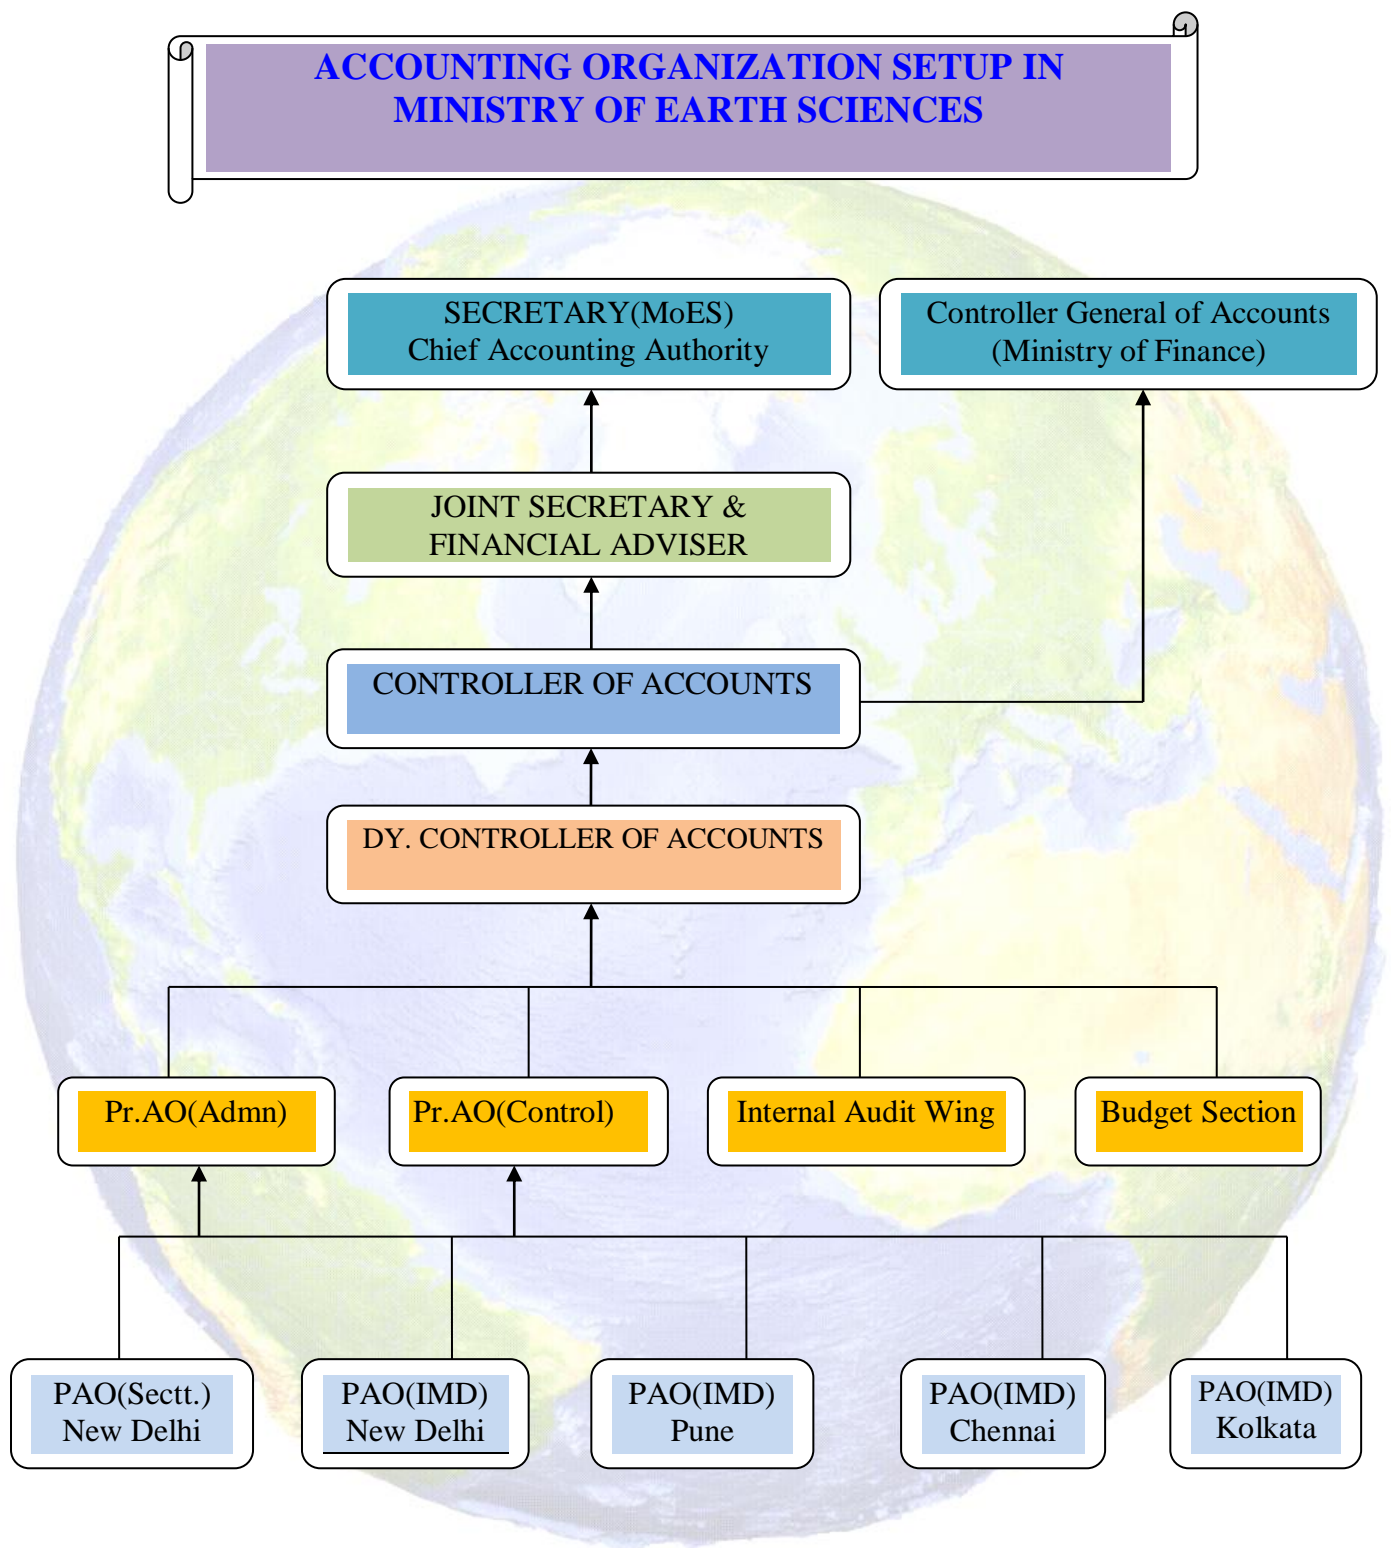 ACCOUNTING ORGANIZATION SETUP IN
MINISTRY OF EARTH SCIENCES
SECRETARY(MoES)
Chief Accounting Authority
Controller General of Accounts
(Ministry of Finance)
JOINT SECRETARY &
FINANCIAL ADVISER
CONTROLLER OF ACCOUNTS
DY. CONTROLLER OF ACCOUNTS
Pr.AO(Admn)
Pr.AO(Control)
Internal Audit Wing
Budget Section
PAO(Sectt.)
New Delhi
PAO(IMD)
New Delhi
PAO(IMD)
Pune
PAO(IMD)
Chennai
PAO(IMD)
Kolkata